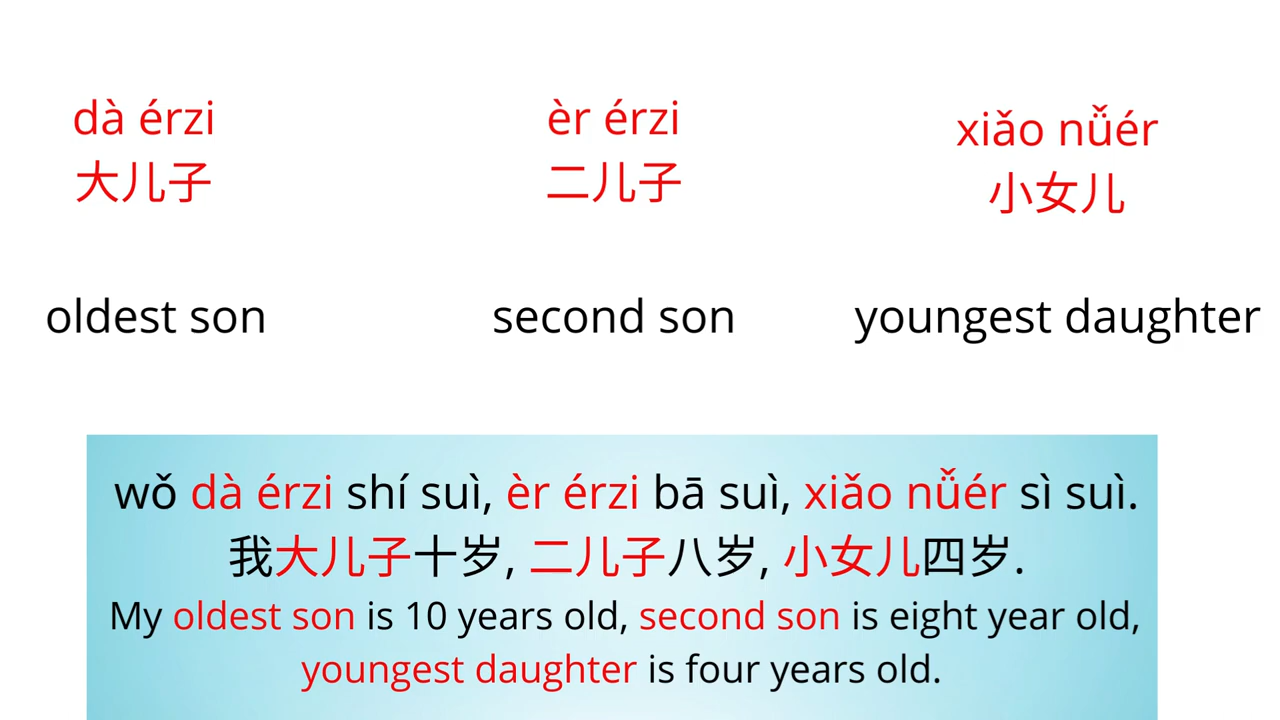 dà érzi
大儿子
oldest son
èr érzi
二儿子
second son
xiǎo nǚér
小女儿
youngest daughter
wǒ dà érzi shí suì, èr érzi bā suì, xiǎo nǚér sì suì.
我大儿子十岁, 二儿子八岁, 小女儿四岁.
My oldest son is 10 years old, second son is eight year old,
youngest daughter is four years old.